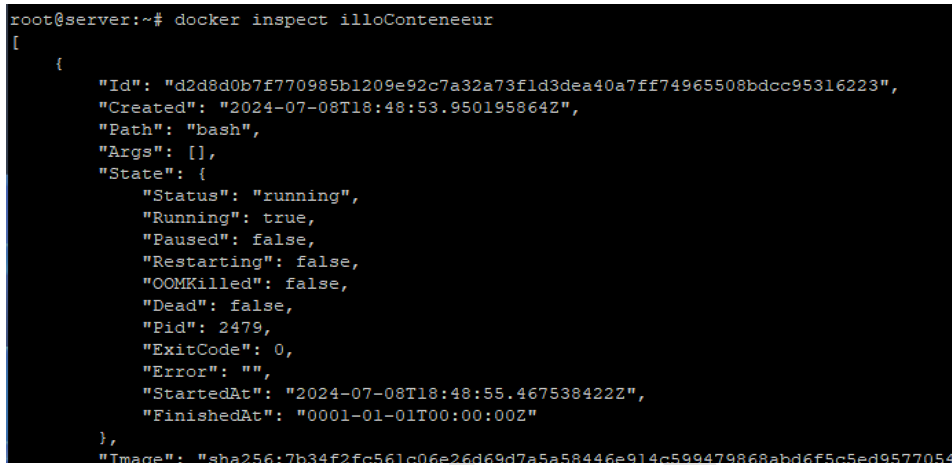 root@server:~# docker inspect illoConteneeur
[
    {
        "Id": "d2d8d0b7f770985b1209e92c7a32a73f1d3dea40a7ff74965508bdcc95316223",
        "Created": "2024-07-08T18:48:53.950195864Z",
        "Path": "bash",
        "Args": [],
        "State": {
            "Status": "running",
            "Running": true,
            "Paused": false,
            "Restarting": false,
            "OOMKilled": false,
            "Dead": false,
            "Pid": 2479,
            "ExitCode": 0,
            "Error": "",
            "StartedAt": "2024-07-08T18:48:55.467538422Z",
            "FinishedAt": "0001-01-01T00:00:00Z"
        },
        "Image": "sha256:7b34f2fc561c06e26d69d7a5a58446e914c599479868abd6f5c5ed957705